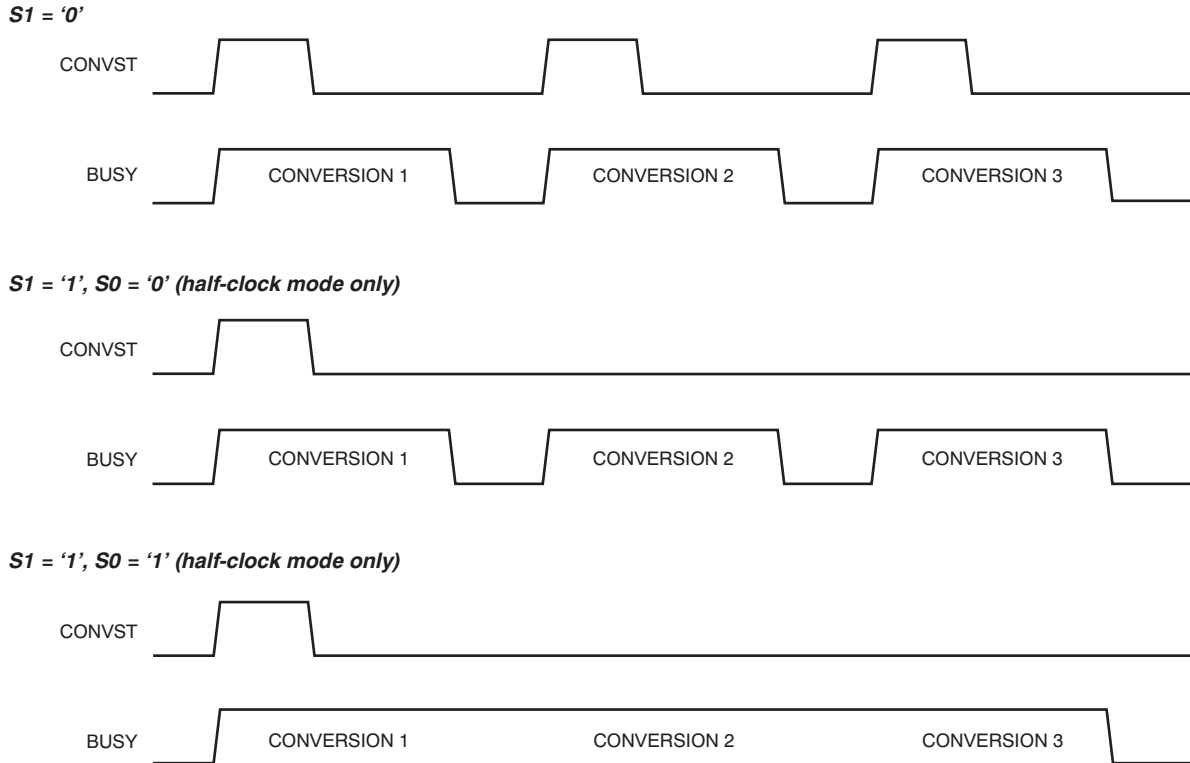 S1 = ‘0’
CONVST
BUSY CONVERSION 1 CONVERSION 2 CONVERSION 3
S1 = ‘1’, S0 = ‘0’ (half-clock mode only)
CONVST
BUSY CONVERSION 1 CONVERSION 2 CONVERSION 3
S1 = ‘1’, S0 = ‘1’ (half-clock mode only)
CONVST
BUSY CONVERSION 1 CONVERSION 2 CONVERSION 3